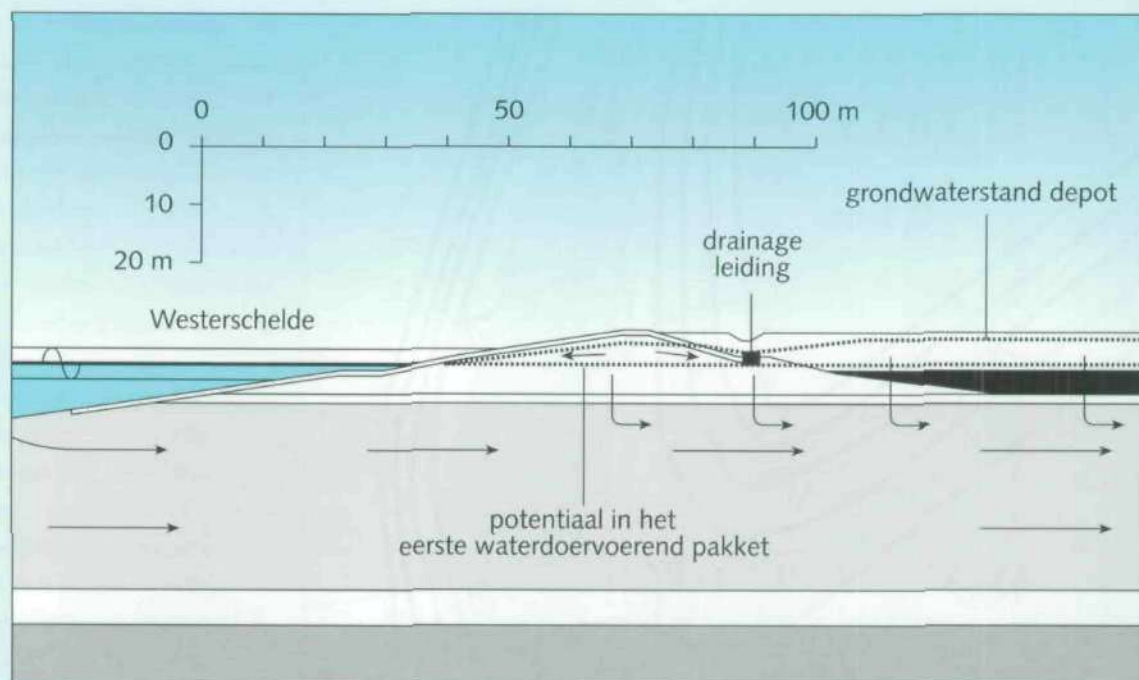 0 50 100 m
0
10
20 m
grondwaterstand depot
drainage
leiding
Westerschelde
potentiaal in het
eerste waterdoervoerend pakket